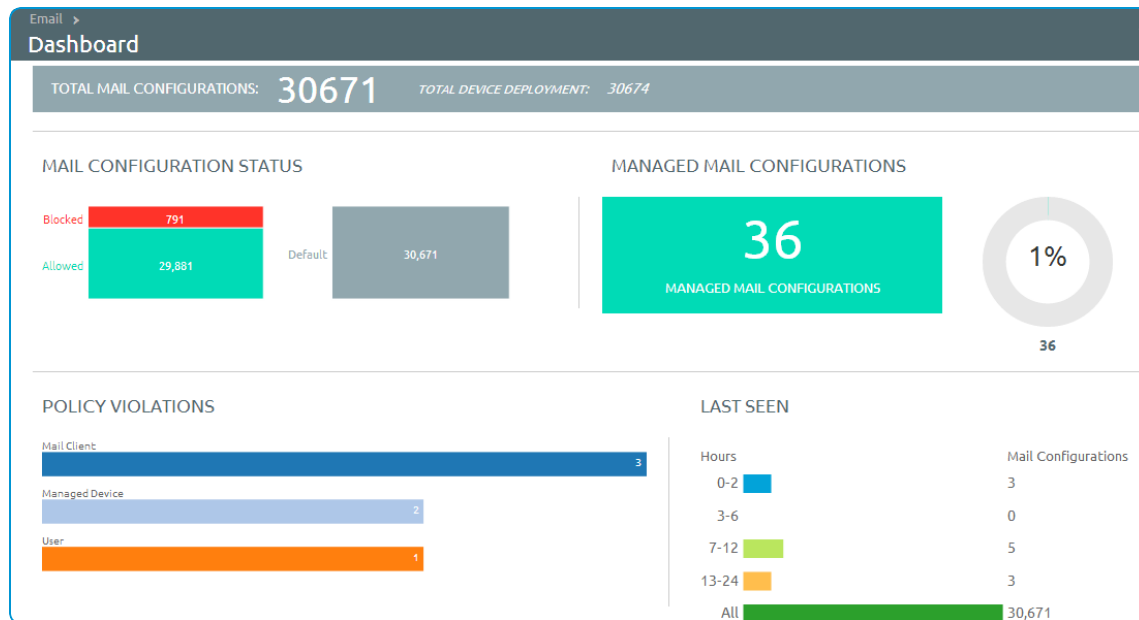 Email >
Dashboard
TOTAL MAIL CONFIGURATIONS: 30671 TOTAL DEVICE DEPLOYMENT: 30674
MAIL CONFIGURATION STATUS
Blocked 791
Allowed 29,881
Default 30,671
MANAGED MAIL CONFIGURATIONS
36
MANAGED MAIL CONFIGURATIONS
1%
36
POLICY VIOLATIONS
Mail Client
3
Managed Device
2
User
1
LAST SEEN
Hours Mail Configurations
0-2 3
3-6 0
7-12 5
13-24 3
All 30,671